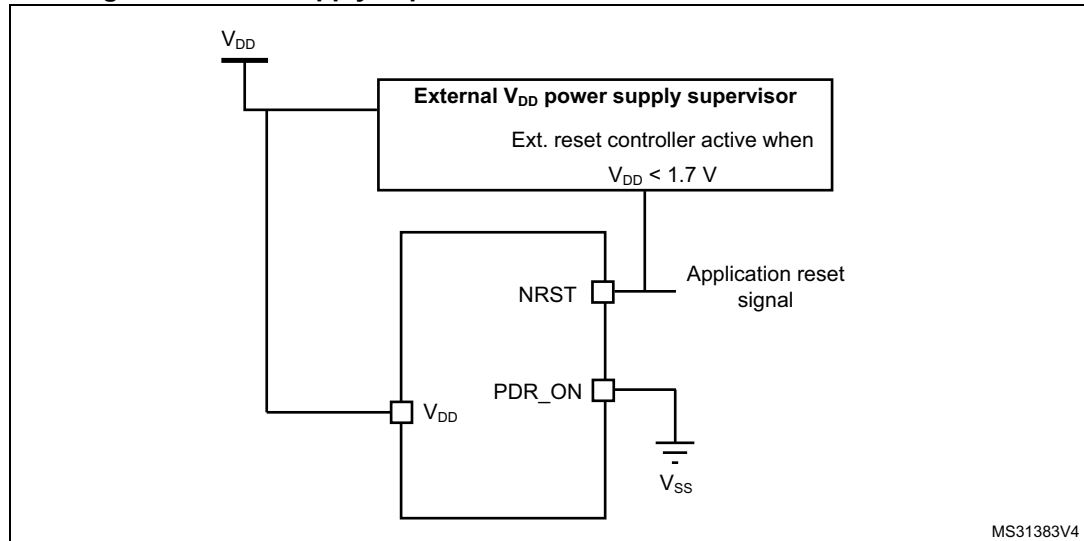 V_DD
External V_DD power supply supervisor
Ext. reset controller active when
V_DD < 1.7 V
NRST
Application reset
signal
PDR_ON
V_DD
V_SS
MS31383V4